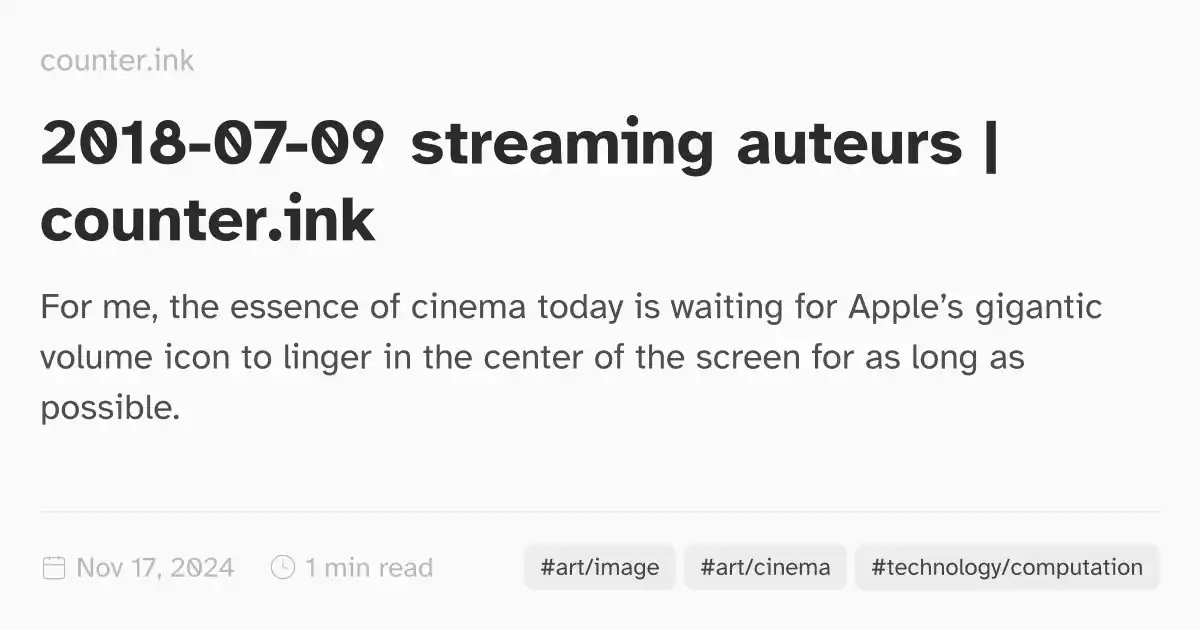 counter.ink
2018-07-09 streaming auteurs |
counter.ink
For me, the essence of cinema today is waiting for Apple’s gigantic
volume icon to linger in the center of the screen for as long as
possible.
Nov 17, 2024 1 min read #art/image #art/cinema #technology/computation